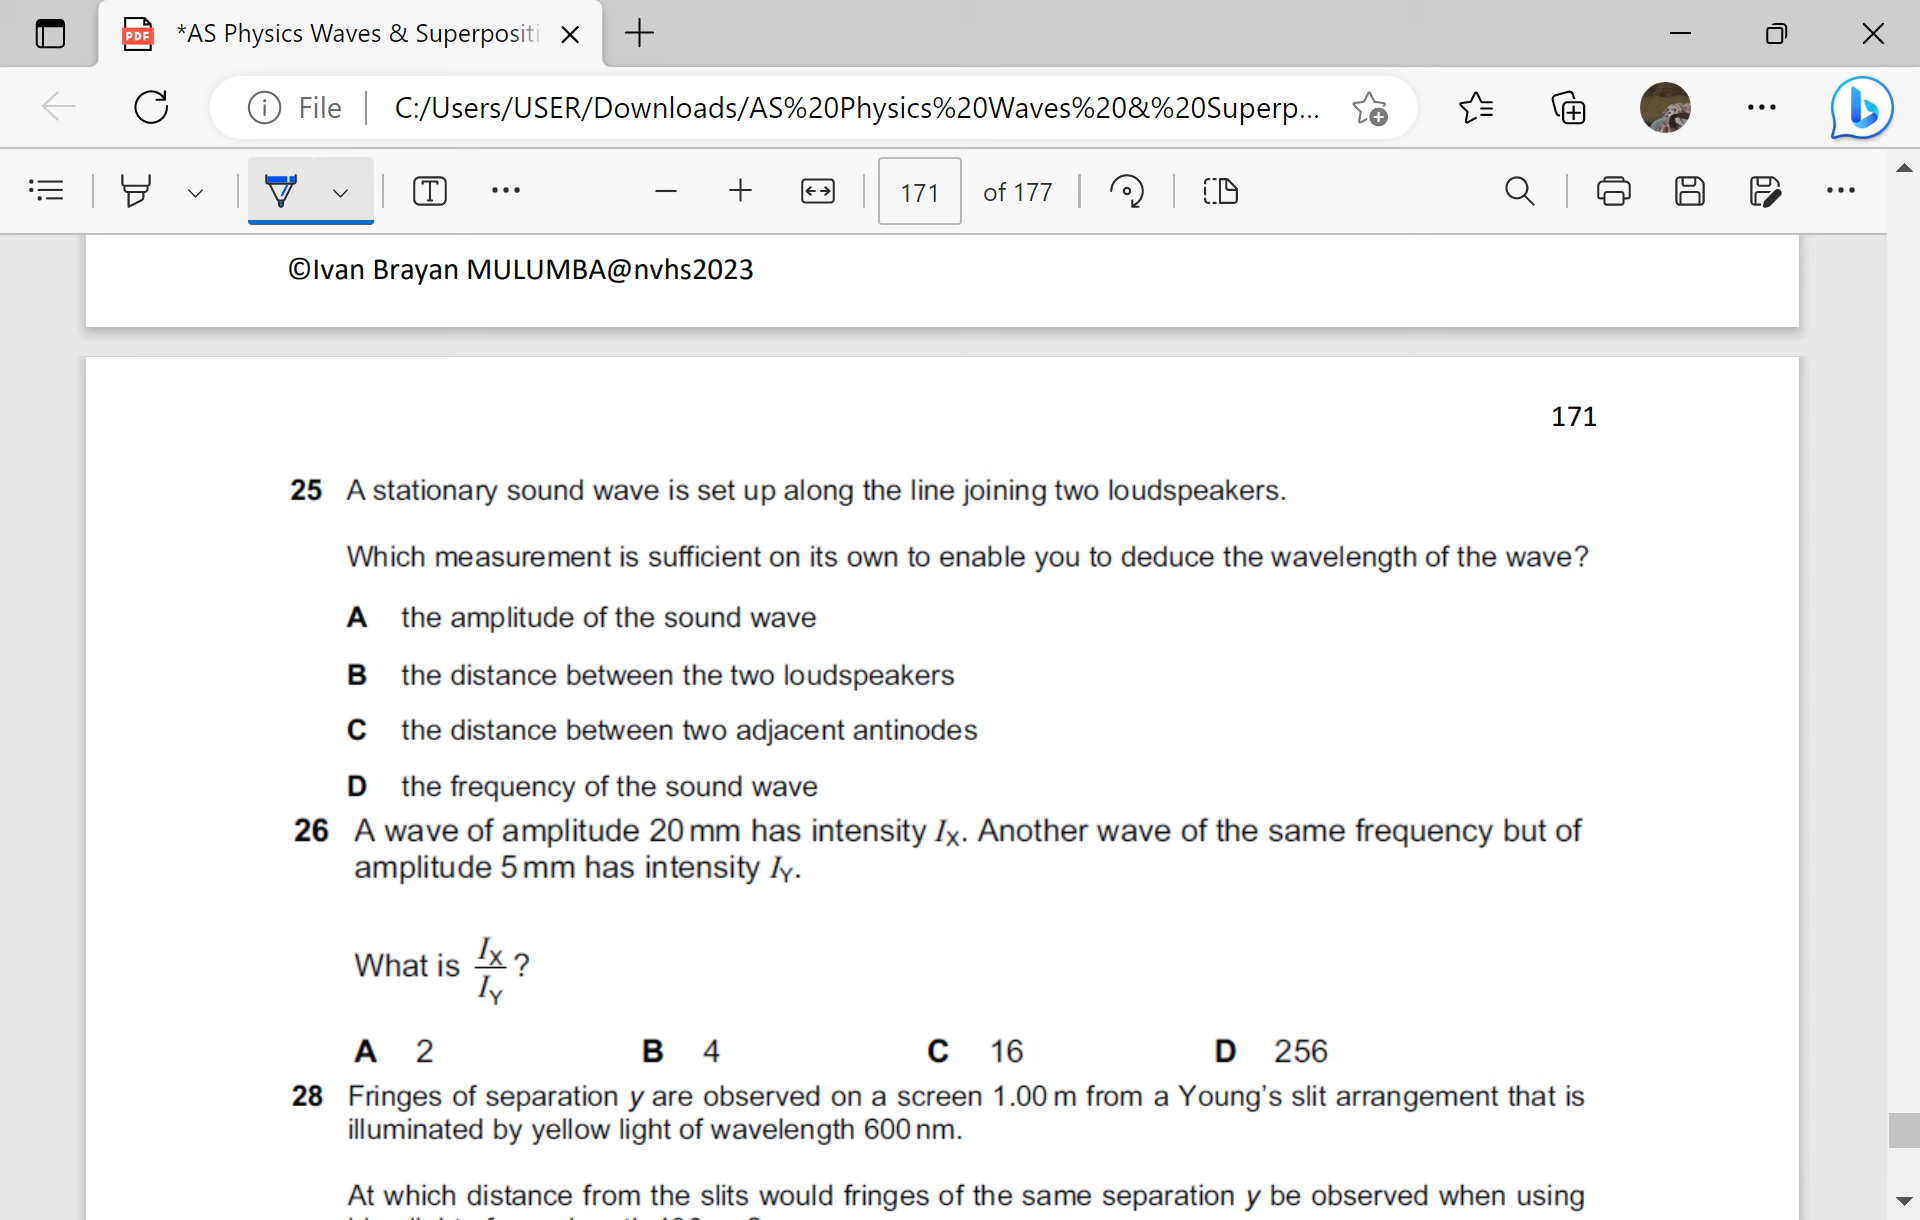 *AS Physics Waves & Superpositi
File
C:/Users/USER/Downloads/AS%20Physics%20Waves%20&%20Superp...
171 of 177
©Ivan Brayan MULUMBA@nvhs2023
171
25 A stationary sound wave is set up along the line joining two loudspeakers.
Which measurement is sufficient on its own to enable you to deduce the wavelength of the wave?
A the amplitude of the sound wave
B the distance between the two loudspeakers
C the distance between two adjacent antinodes
D the frequency of the sound wave
26 A wave of amplitude 20 mm has intensity I_X. Another wave of the same frequency but of
amplitude 5 mm has intensity I_Y.
What is I_X/I_Y?
A 2 B 4 C 16 D 256
28 Fringes of separation y are observed on a screen 1.00 m from a Young's slit arrangement that is
illuminated by yellow light of wavelength 600 nm.
At which distance from the slits would fringes of the same separation y be observed when using